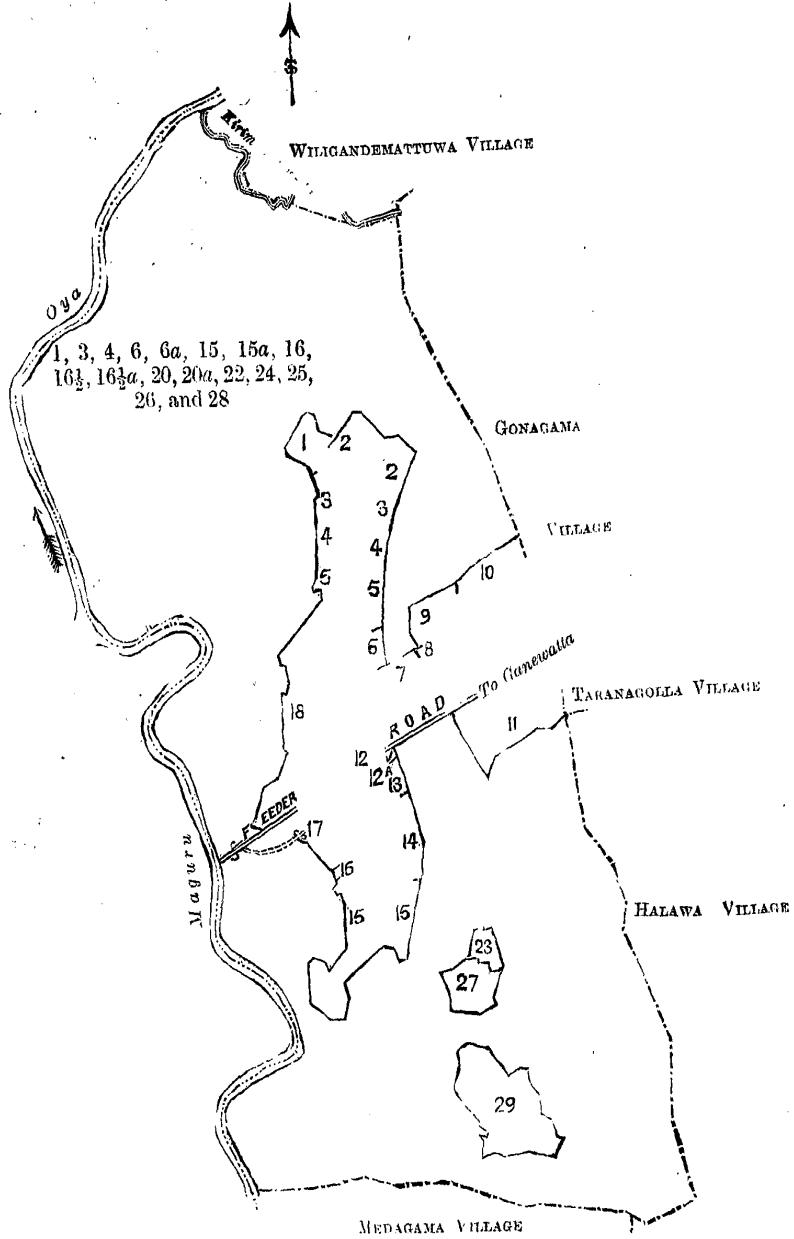 Kirim
WILIGANDEMATTUWA VILLAGE
Oya
1, 3, 4, 6, 6a, 15, 15a, 16,
16½, 16½a, 20, 20a, 22, 24, 25,
26, and 28
GONAGAMA
VILLAGE
1
2
2
3
3
4
4
5
5
10
9
6
8
7
To Ganewatta
ROAD
TARANAGOLLA VILLAGE
18
11
12
12A
13
FEEDER
17
14
Maguru
16
15
15
HALAWA VILLAGE
23
27
29
MEDAGAMA VILLAGE